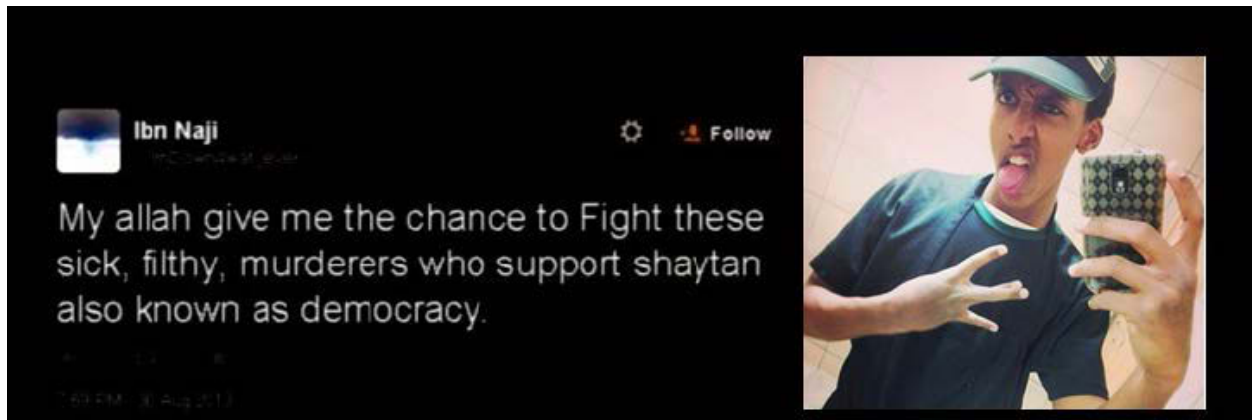 Ibn Naji
Follow
My allah give me the chance to Fight these
sick, filthy, murderers who support shaytan
also known as democracy.